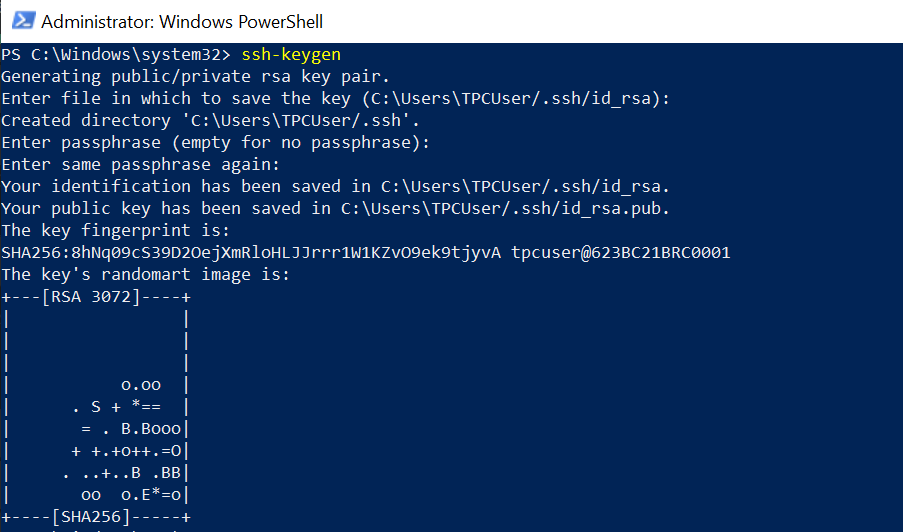 Administrator: Windows PowerShell
PS C:\Windows\system32> ssh-keygen
Generating public/private rsa key pair.
Enter file in which to save the key (C:\Users\TPCUser/.ssh/id_rsa):
Created directory 'C:\Users\TPCUser/.ssh'.
Enter passphrase (empty for no passphrase):
Enter same passphrase again:
Your identification has been saved in C:\Users\TPCUser/.ssh/id_rsa.
Your public key has been saved in C:\Users\TPCUser/.ssh/id_rsa.pub.
The key fingerprint is:
SHA256:8hNq09cS39D2OejXmRloHLJJrrr1W1KZvO9ek9tjyvA tpcuser@623BC21BRC0001
The key's randomart image is:
+---[RSA 3072]----+
|                 |
|                 |
|                 |
|           o.oo  |
|      . S + *==  |
|       = . B.Booo|
|      + +.+o++.=O|
|     . ..+..B .BB|
|       oo  o.E*=o|
+----[SHA256]-----+